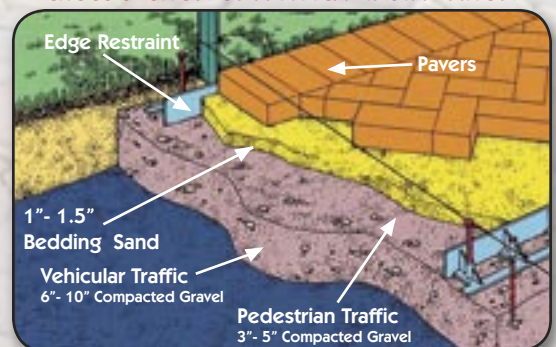 Edge Restraint
Pavers
1”- 1.5”
Bedding Sand
Vehicular Traffic
6”- 10” Compacted Gravel
Pedestrian Traffic
3”- 5” Compacted Gravel